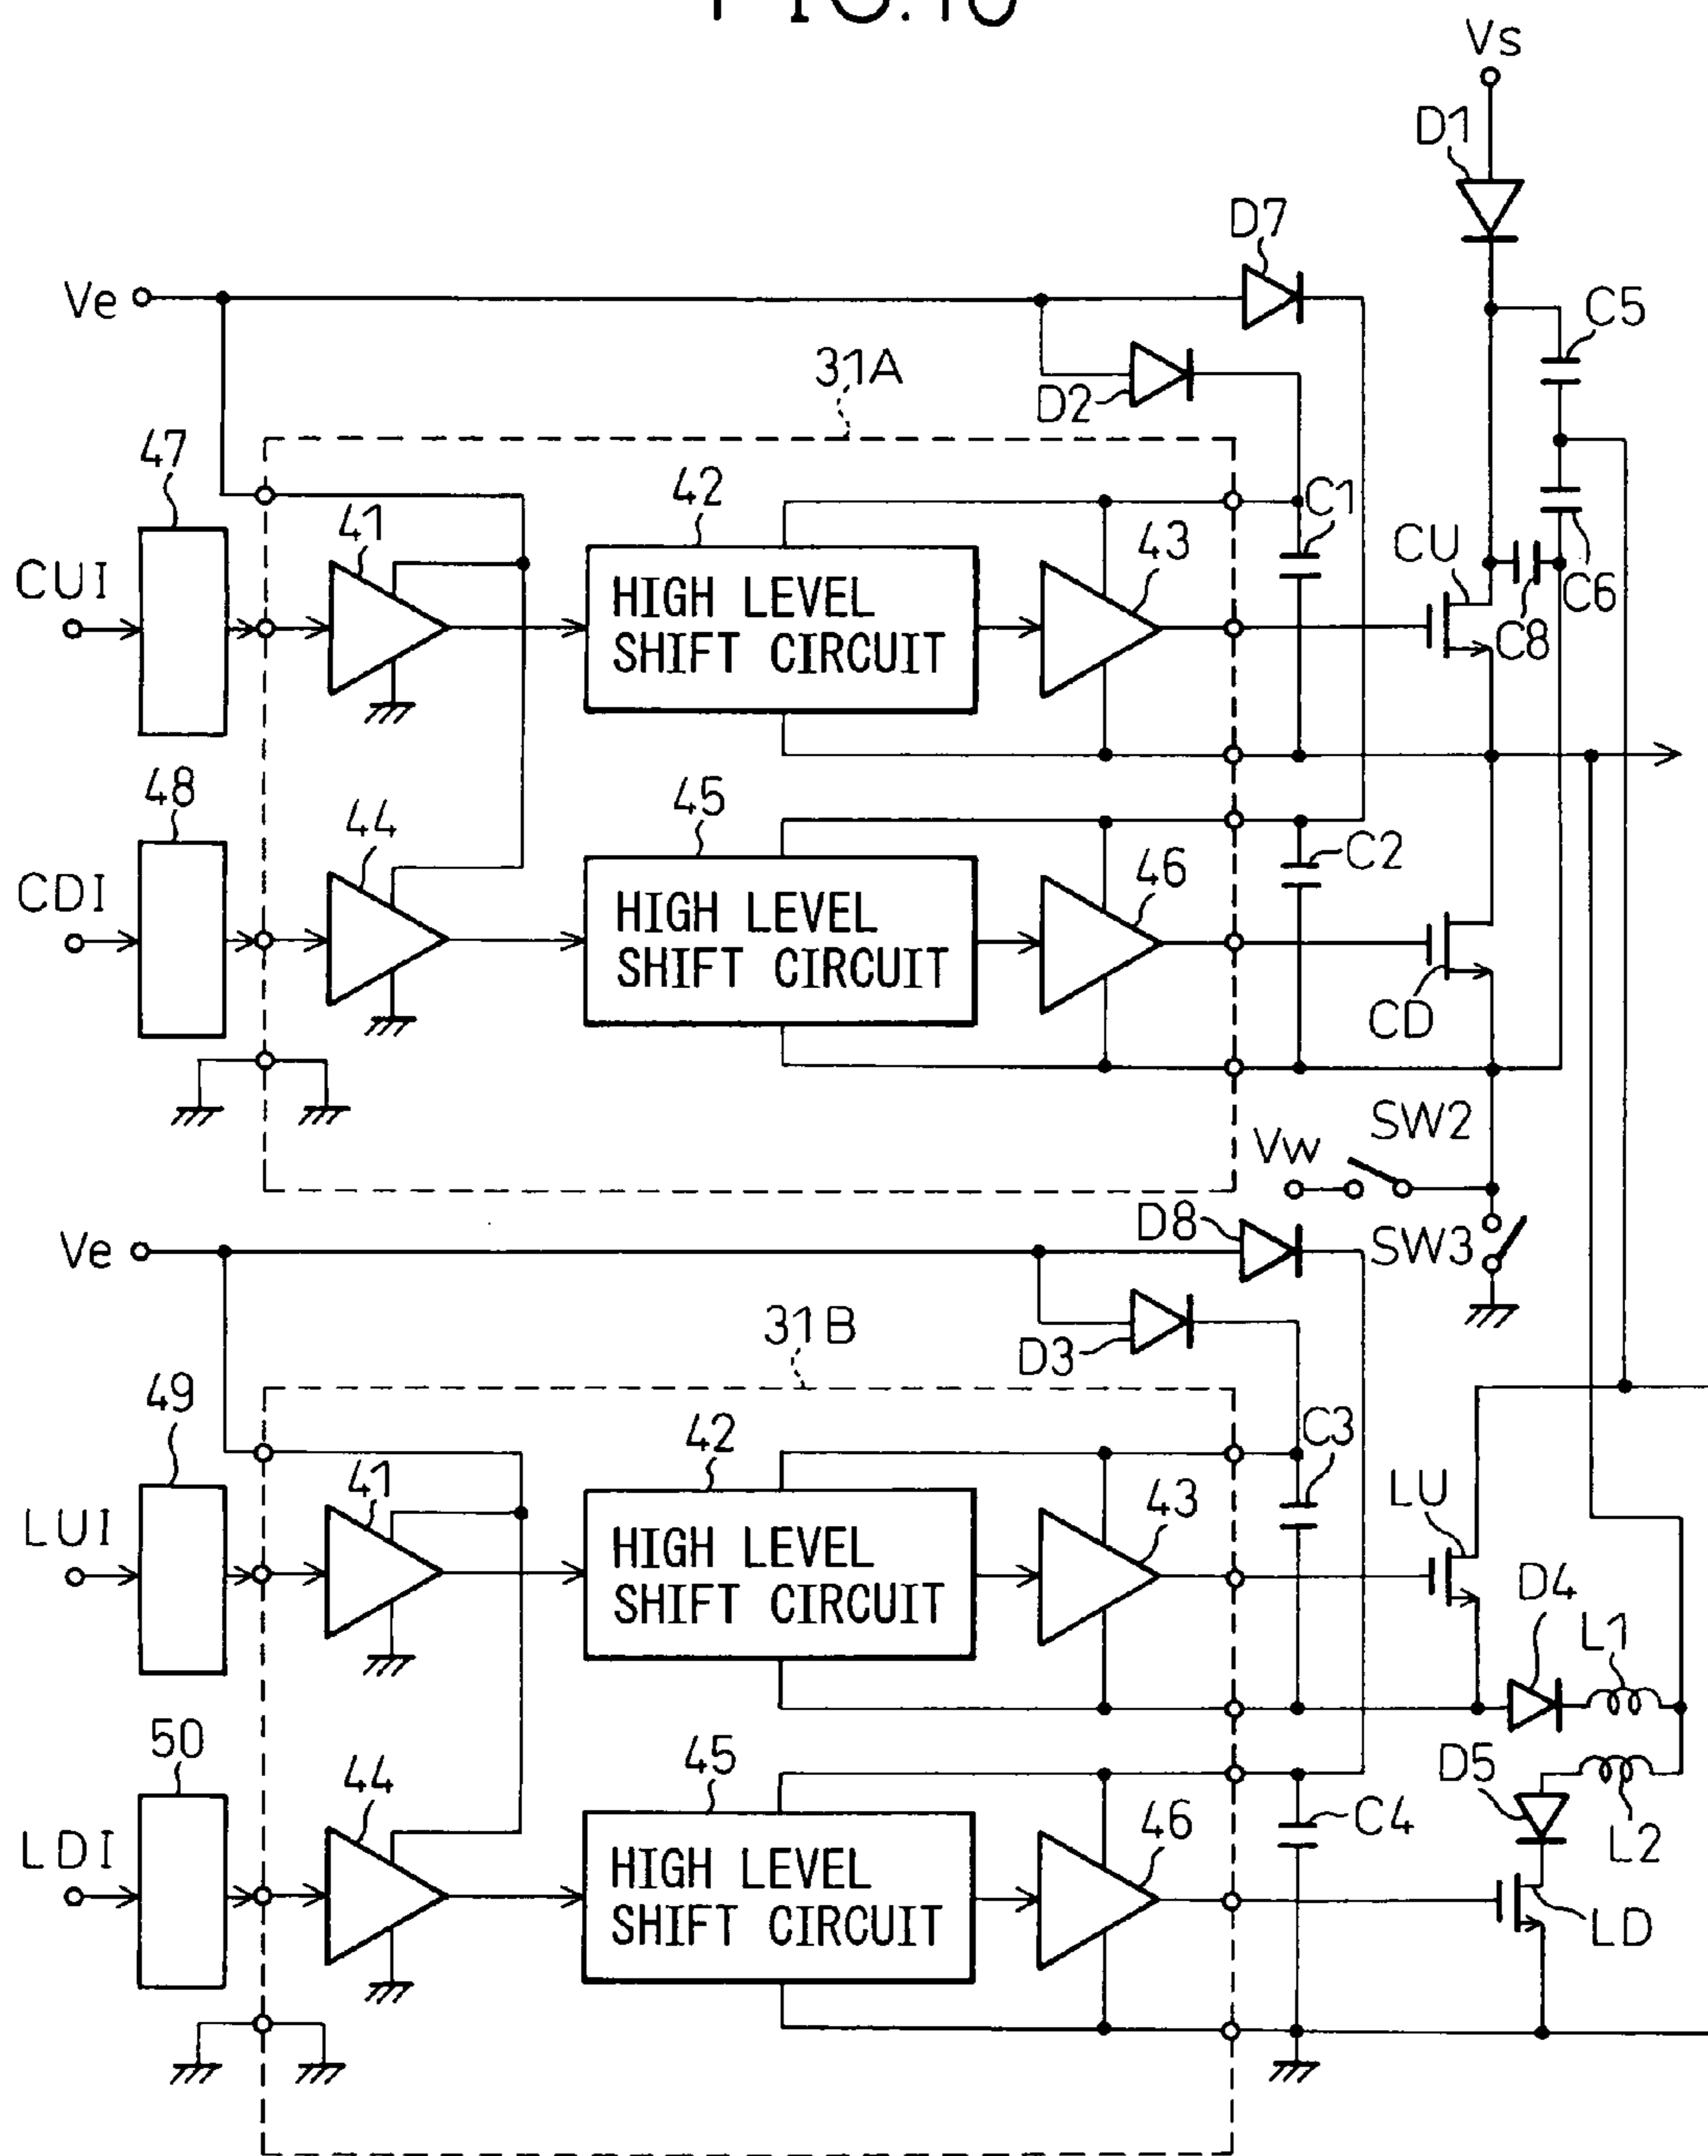 Vs
D1
D7
Ve
C5
31A
D2
47
42
C1
41
43
CU
CUI
HIGH LEVEL
SHIFT CIRCUIT
C8
C6
48
45
44
C2
46
CDI
HIGH LEVEL
SHIFT CIRCUIT
CD
SW2
Vw
D8
Ve
SW3
31B
D3
49
42
C3
41
43
LU
LUI
HIGH LEVEL
SHIFT CIRCUIT
D4
L1
50
45
D5
44
C4
46
L2
LDI
HIGH LEVEL
SHIFT CIRCUIT
LD